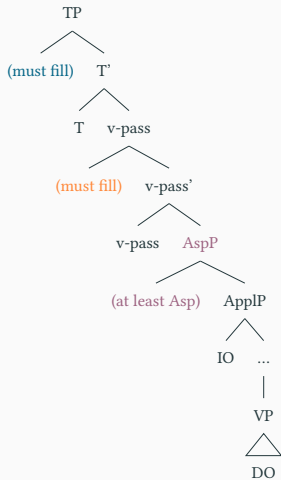 TP
(must fill) T’
T v-pass
(must fill) v-pass’
v-pass AspP
(at least Asp) ApplP
IO ...
VP
DO